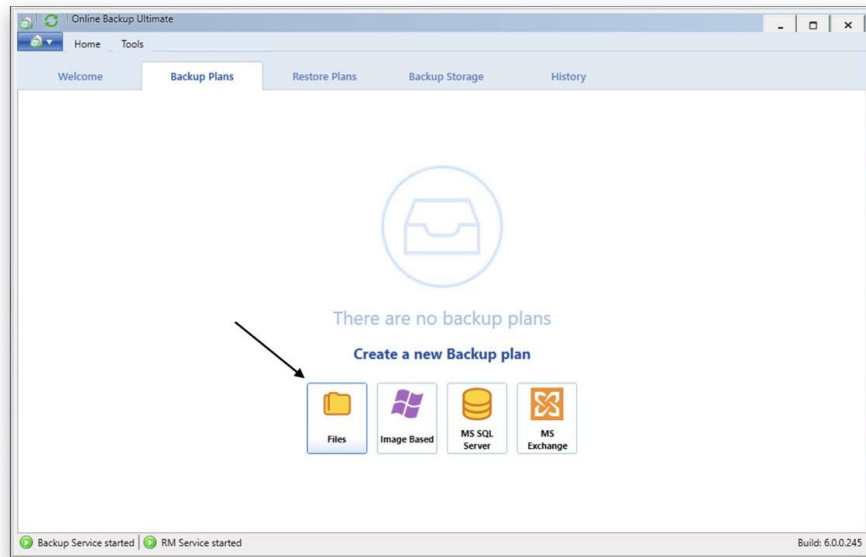 Online Backup Ultimate
Home Tools
Welcome Backup Plans Restore Plans Backup Storage History
There are no backup plans
Create a new Backup plan
Files Image Based MS SQL Server MS Exchange
Backup Service started RM Service started Build: 6.0.0.245